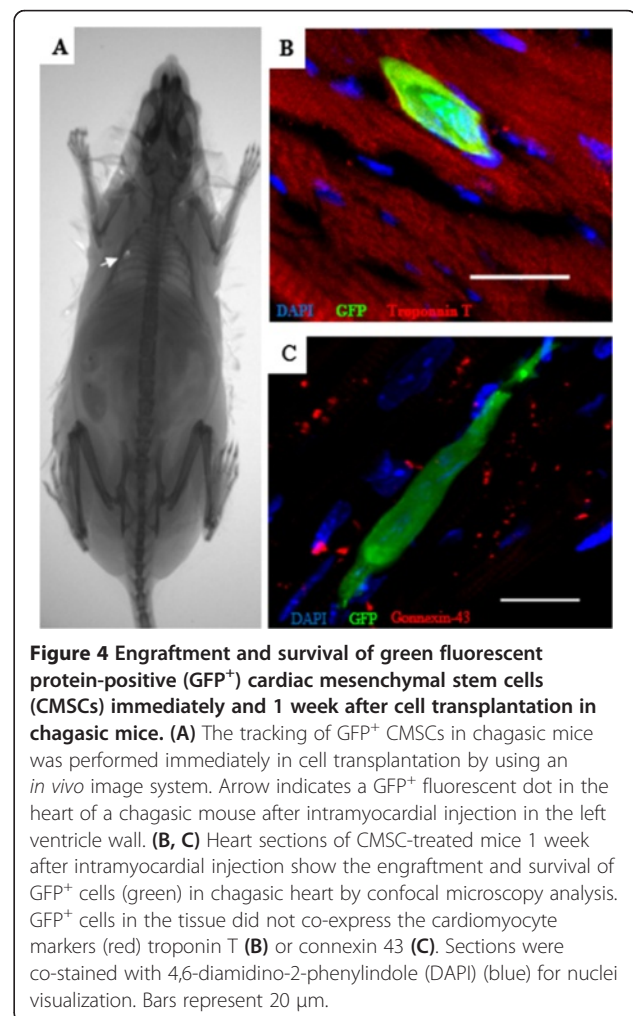 A
B
DAPI GFP Troponnin T
C
DAPI GFP Connexin-43
Figure 4 Engraftment and survival of green fluorescent
protein-positive (GFP⁺) cardiac mesenchymal stem cells
(CMSCs) immediately and 1 week after cell transplantation in
chagasic mice. (A) The tracking of GFP⁺ CMSCs in chagasic mice
was performed immediately in cell transplantation by using an
in vivo image system. Arrow indicates a GFP⁺ fluorescent dot in the
heart of a chagasic mouse after intramyocardial injection in the left
ventricle wall. (B, C) Heart sections of CMSC-treated mice 1 week
after intramyocardial injection show the engraftment and survival of
GFP⁺ cells (green) in chagasic heart by confocal microscopy analysis.
GFP⁺ cells in the tissue did not co-express the cardiomyocyte
markers (red) troponin T (B) or connexin 43 (C). Sections were
co-stained with 4,6-diamidino-2-phenylindole (DAPI) (blue) for nuclei
visualization. Bars represent 20 μm.